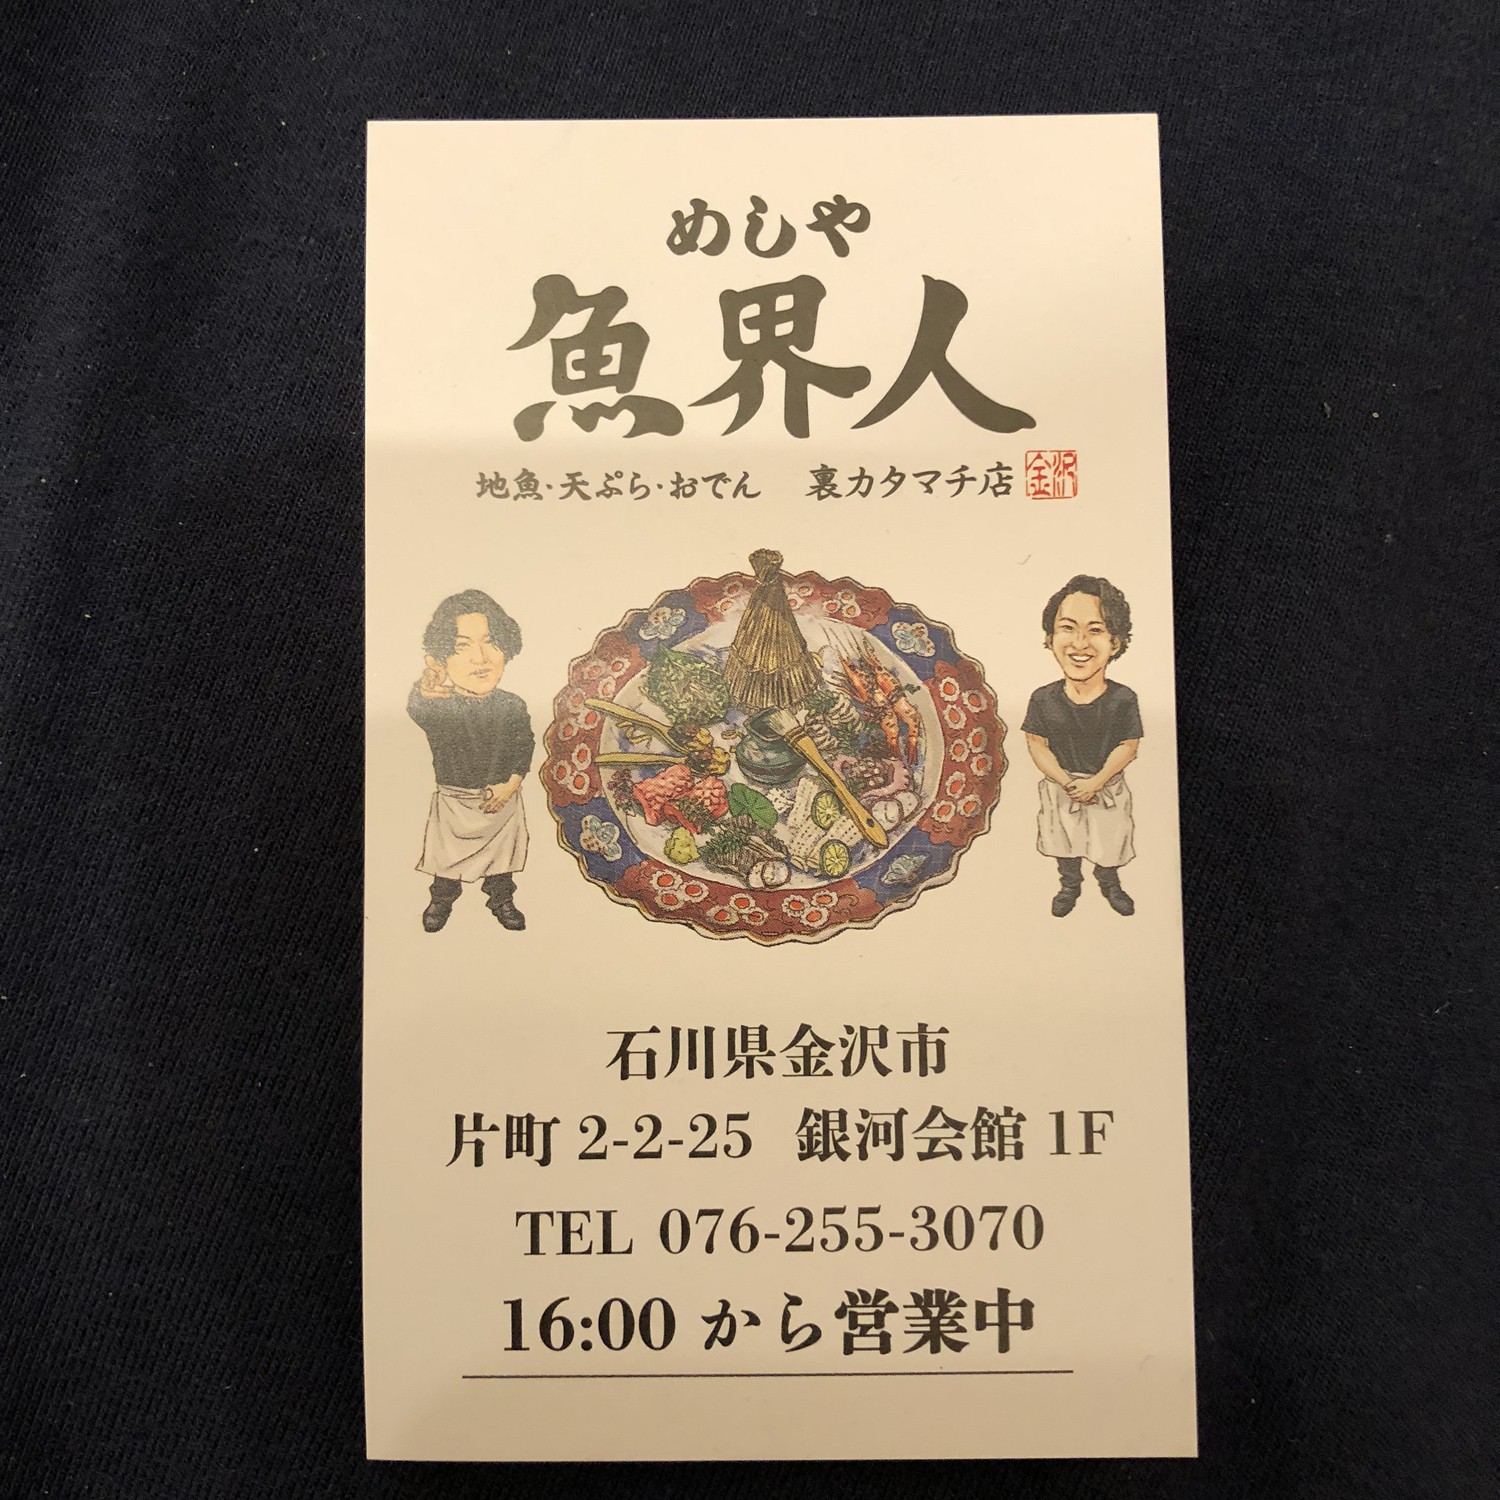 めしや
魚界人
地魚・天ぷら・おでん 裏カタマチ店 金沢
石川県金沢市
片町 2-2-25 銀河会館 1F
TEL 076-255-3070
16:00 から営業中